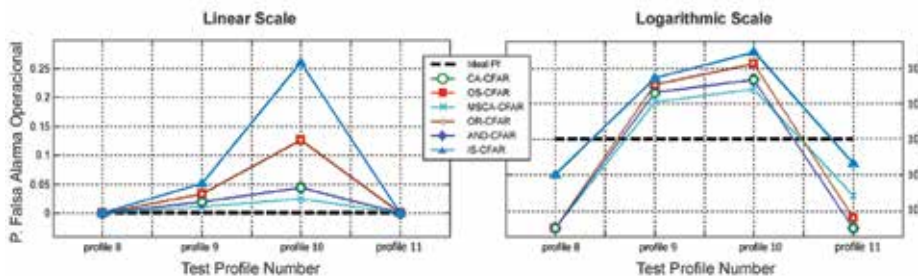 Linear Scale
Logarithmic Scale
P. Falsa Alarma Operacional
0.25
0.2
0.15
0.1
0.05
0
profile 8
profile 9
profile 10
profile 11
Test Profile Number
Ideal Pf
CA-CFAR
OS-CFAR
MSCA-CFAR
OR-CFAR
AND-CFAR
IS-CFAR
profile 8
profile 9
profile 10
profile 11
Test Profile Number